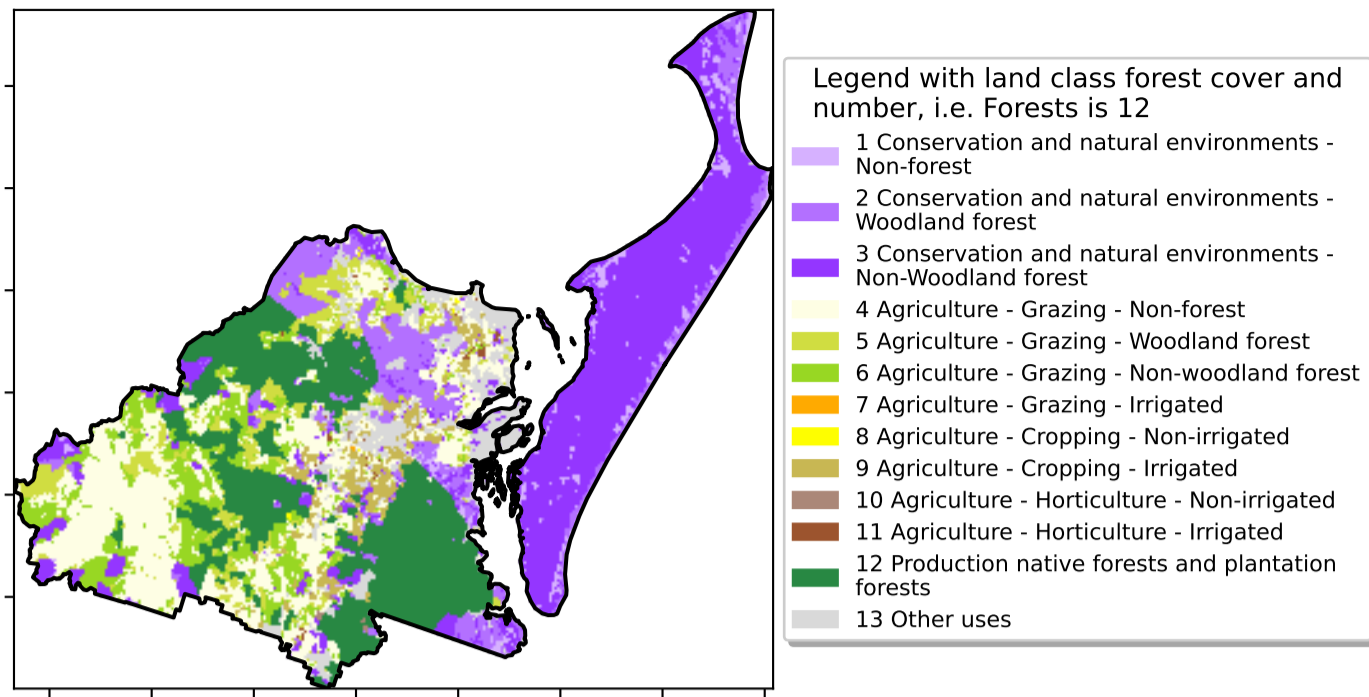 Legend with land class forest cover and
number, i.e. Forests is 12
1 Conservation and natural environments -
Non-forest
2 Conservation and natural environments -
Woodland forest
3 Conservation and natural environments -
Non-Woodland forest
4 Agriculture - Grazing - Non-forest
5 Agriculture - Grazing - Woodland forest
6 Agriculture - Grazing - Non-woodland forest
7 Agriculture - Grazing - Irrigated
8 Agriculture - Cropping - Non-irrigated
9 Agriculture - Cropping - Irrigated
10 Agriculture - Horticulture - Non-irrigated
11 Agriculture - Horticulture - Irrigated
12 Production native forests and plantation
forests
13 Other uses